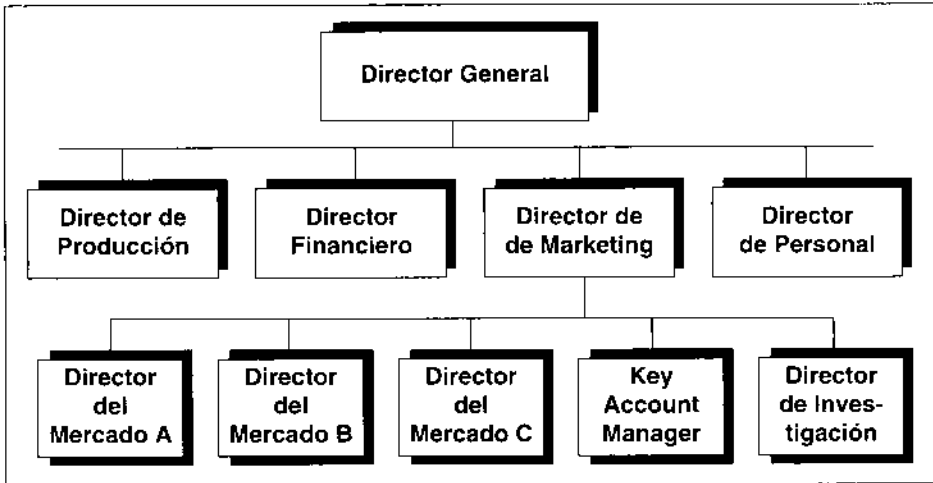 Director General
Director de
Producción
Director
Financiero
Director de
de Marketing
Director
de Personal
Director
del
Mercado A
Director
del
Mercado B
Director
del
Mercado C
Key
Account
Manager
Director
de Inves-
tigación